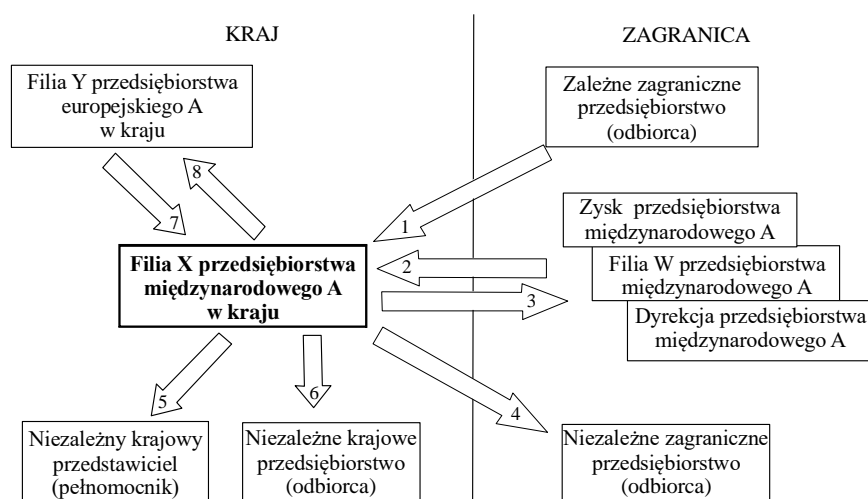 KRAJ
ZAGRANICA
Filia Y przedsiębiorstwa
europejskiego A
w kraju
Zależne zagraniczne
przedsiębiorstwo
(odbiorca)
8
7
1
Zysk przedsiębiorstwa
międzynarodowego A
Filia X przedsiębiorstwa
międzynarodowego A
w kraju
2
Filia W przedsiębiorstwa
międzynarodowego A
3
Dyrekcja przedsiębiorstwa
międzynarodowego A
5
6
4
Niezależny krajowy
przedstawiciel
(pełnomocnik)
Niezależne krajowe
przedsiębiorstwo
(odbiorca)
Niezależne zagraniczne
przedsiębiorstwo
(odbiorca)